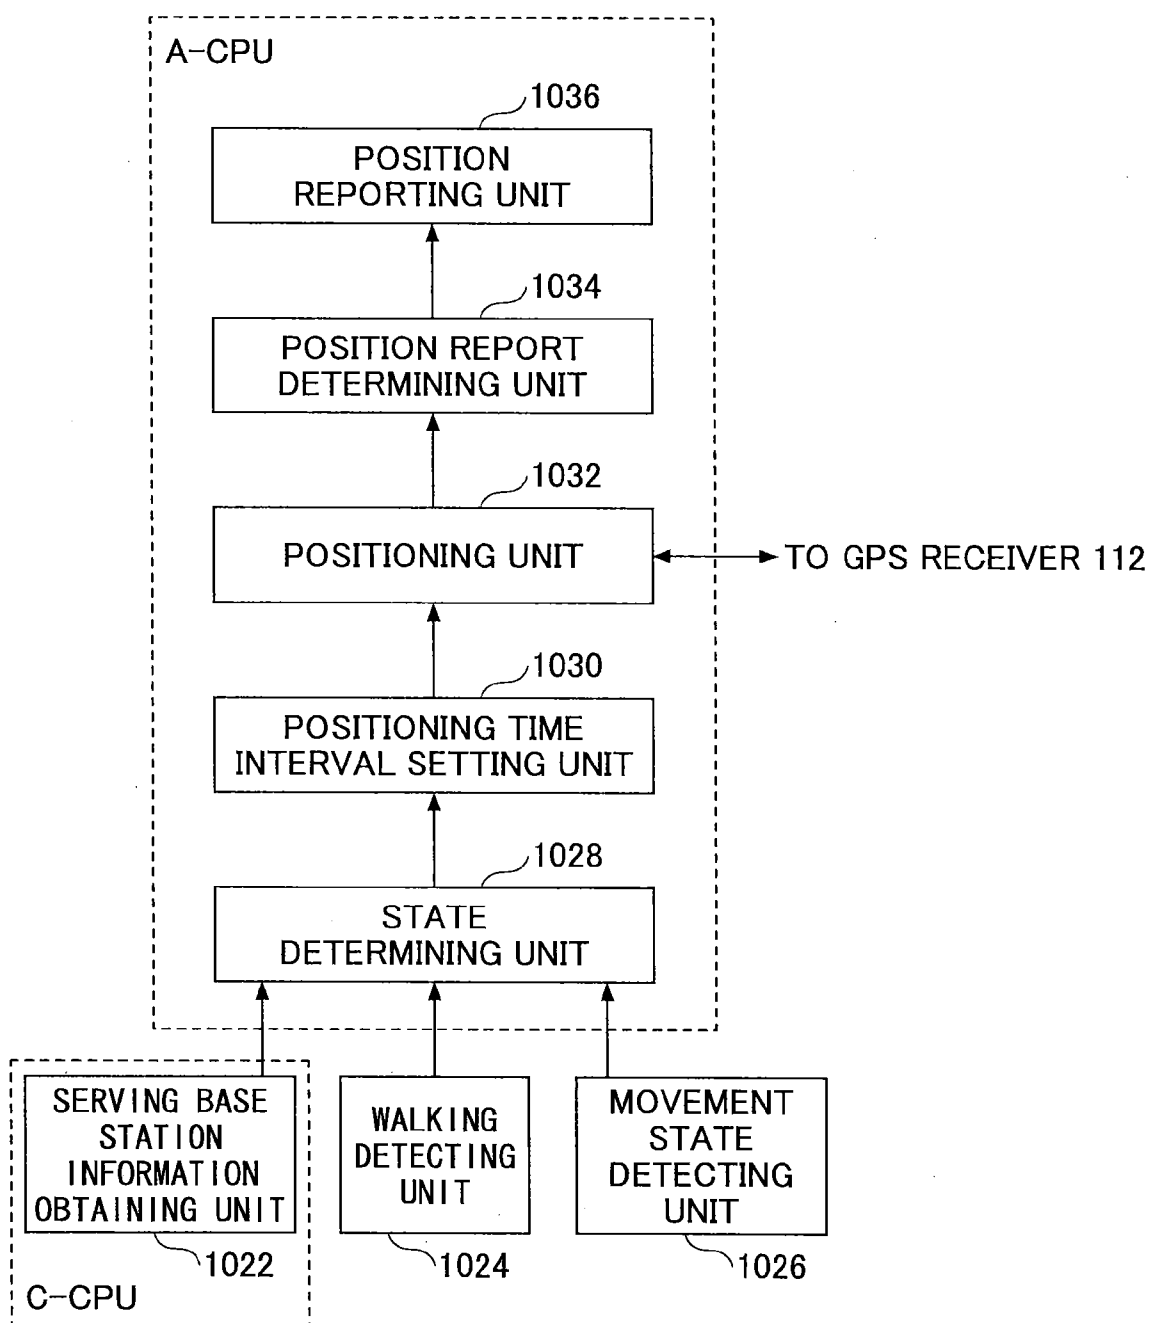 A-CPU
1036
POSITION
REPORTING UNIT
1034
POSITION REPORT
DETERMINING UNIT
1032
POSITIONING UNIT
TO GPS RECEIVER 112
1030
POSITIONING TIME
INTERVAL SETTING UNIT
1028
STATE
DETERMINING UNIT
SERVING BASE
STATION
INFORMATION
OBTAINING UNIT
1022
C-CPU
WALKING
DETECTING
UNIT
1024
MOVEMENT
STATE
DETECTING
UNIT
1026